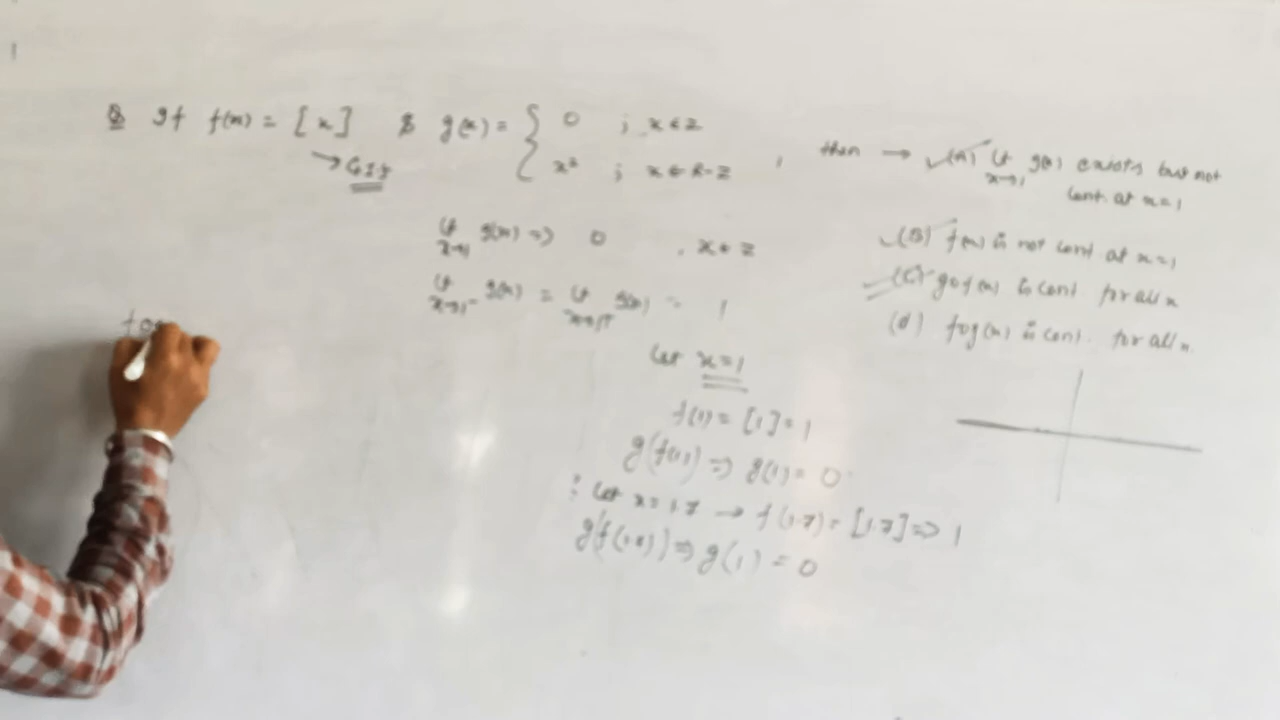 Q If f(x) = [x] & g(x) = { 0 ; x ∈ Z
x² ; x ∈ R-Z , then →
→ G.I.f
(A) lt x→1 g(x) exists but not
cont. at x=1
(B) f(x) is not cont at x=1
(C) gof(x) is cont for all x
(d) fog(x) is cont. for all x.
lt x→1 g(x) => 0 , x ∈ Z
lt x→1⁻ g(x) = lt x→1⁺ g(x) = 1
fo
Let x=1
f(1) = [1] = 1
g(f(1)) => g(1) = 0
: Let x = 1.7 → f(1.7) = [1.7] => 1
g(f(1.7)) => g(1) = 0